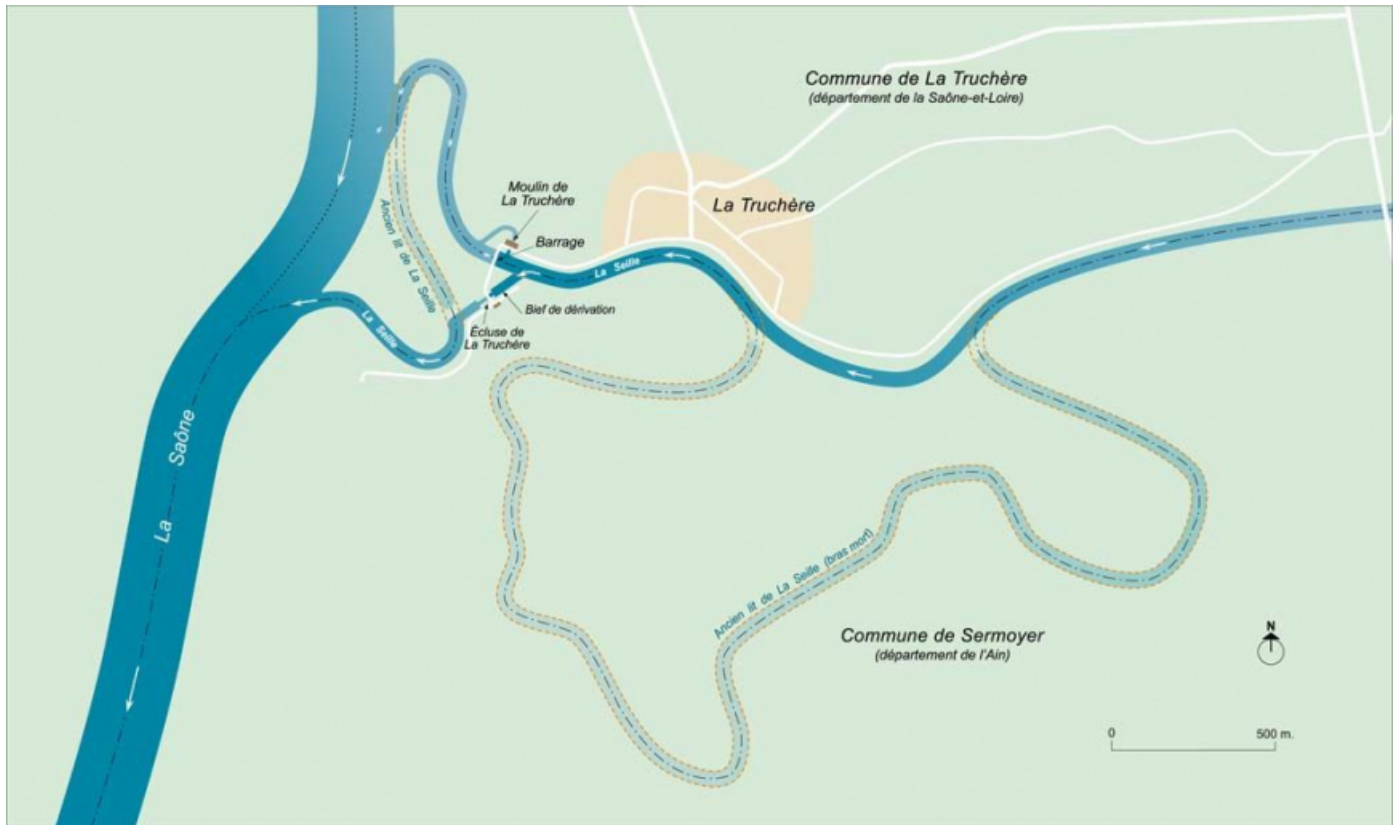 Commune de La Truchère
(département de la Saône-et-Loire)
Moulin de
La Truchère
La Truchère
Ancien lit de La Seille
Barrage
La Seille
Bief de dérivation
La Seille
Écluse de
La Truchère
La Saône
Ancien lit de La Seille (bras mort)
Commune de Sermoyer
(département de l'Ain)
N
0 500 m.